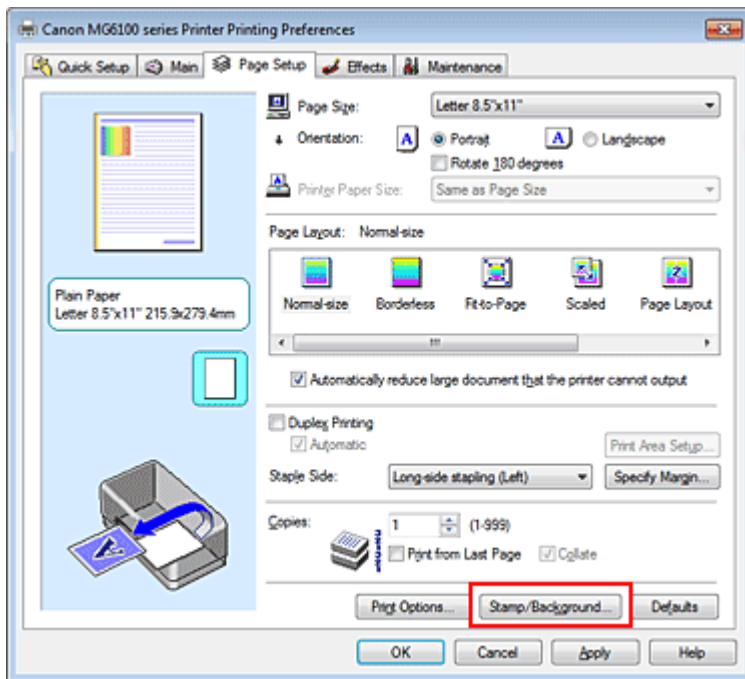 Canon MG6100 series Printer Printing Preferences
Quick Setup Main Page Setup Effects Maintenance
Page Size: Letter 8.5"x11"
Orientation: A Portrait A Landscape
Rotate 180 degrees
Printer Paper Size: Same as Page Size
Page Layout: Normal-size
Normal-size Borderless Fit-to-Page Scaled Page Layout
Plain Paper
Letter 8.5"x11" 215.9x279.4mm
Automatically reduce large document that the printer cannot output
Duplex Printing
Automatic Print Area Setup...
Staple Side: Long-side stapling (Left) Specify Margin...
Copies: 1 (1-999)
Print from Last Page Collate
Print Options... Stamp/Background... Defaults
OK Cancel Apply Help